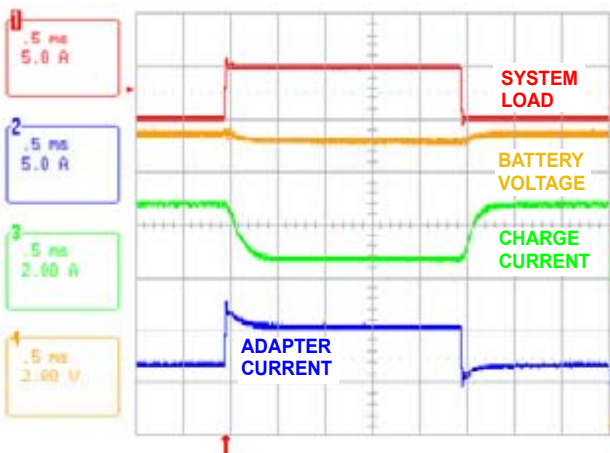 1
.5 ms
5.0 A
2
.5 ms
5.0 A
3
.5 ms
2.00 A
4
.5 ms
2.00 V
SYSTEM
LOAD
BATTERY
VOLTAGE
CHARGE
CURRENT
ADAPTER
CURRENT